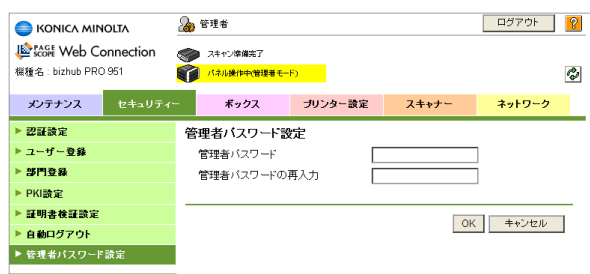 KONICA MINOLTA
管理者
ログアウト
?
PAGE SCOPE Web Connection
スキャン準備完了
機種名 : bizhub PRO 951
パネル操作中(管理者モード)
メンテナンス
セキュリティー
ボックス
プリンター設定
スキャナー
ネットワーク
認証設定
ユーザー登録
部門登録
PKI設定
証明書検証設定
自動ログアウト
管理者パスワード設定
管理者パスワード設定
管理者パスワード
管理者パスワードの再入力
OK
キャンセル